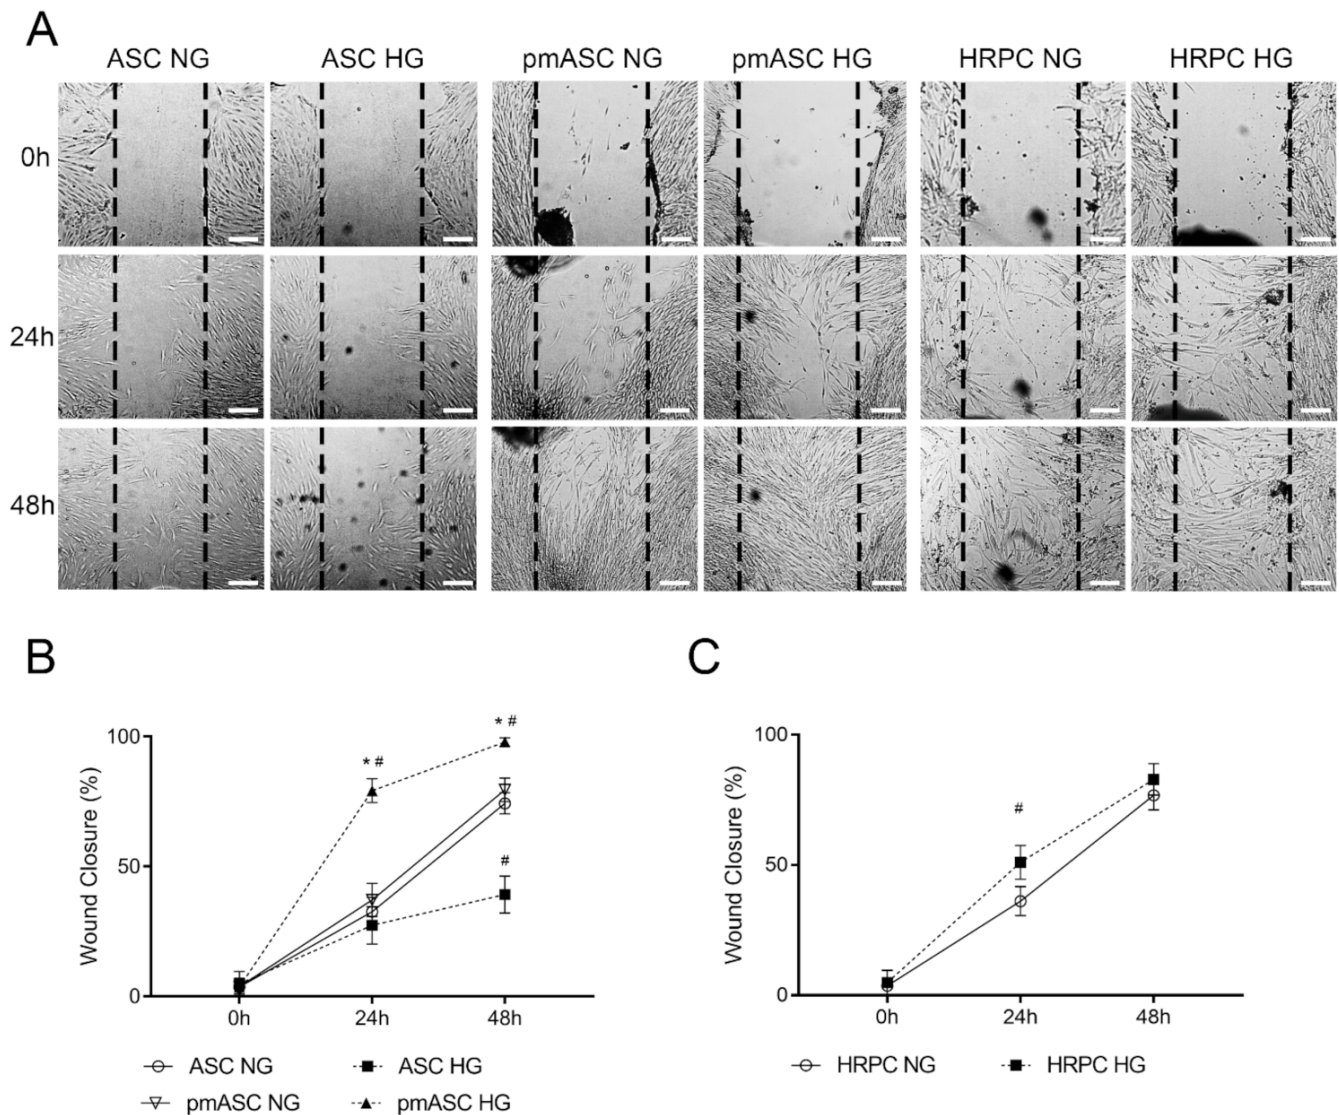 A
ASC NG ASC HG pmASC NG pmASC HG HRPC NG HRPC HG
0h
24h
48h
B
Wound Closure (%)
100
50
0
* #
* #
#
0h 24h 48h
ASC NG ASC HG
pmASC NG pmASC HG
C
Wound Closure (%)
100
50
0
#
0h 24h 48h
HRPC NG HRPC HG